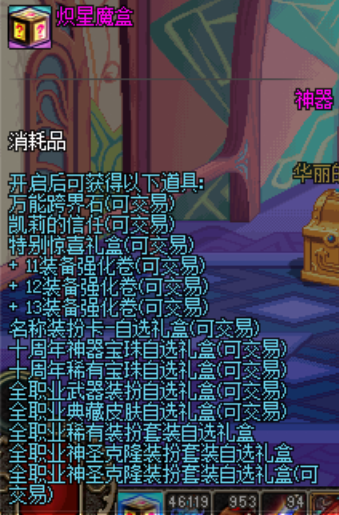 炽星魔盒
神器
消耗品
华丽的
开启后可获得以下道具:
万能跨界石(可交易)
凯莉的信任(可交易)
特别惊喜礼盒(可交易)
+ 11装备强化卷(可交易)
+ 12装备强化卷(可交易)
+ 13装备强化卷(可交易)
名称装扮卡-自选礼盒(可交易)
十周年神器宝珠自选礼盒(可交易)
十周年稀有宝珠自选礼盒(可交易)
全职业武器装扮自选礼盒(可交易)
全职业典藏皮肤自选礼盒(可交易)
全职业稀有装扮套装自选礼盒
全职业神圣克隆装扮套装自选礼盒
全职业神圣克隆装扮套装自选礼盒(可
交易)
46119 953 94